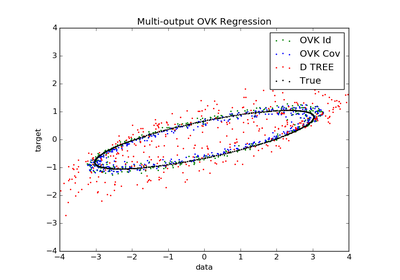 Multi-output OVK Regression
OVK Id
OVK Cov
D TREE
True
target
4
3
2
1
0
−1
−2
−3
−4
−4 −3 −2 −1 0 1 2 3 4
data